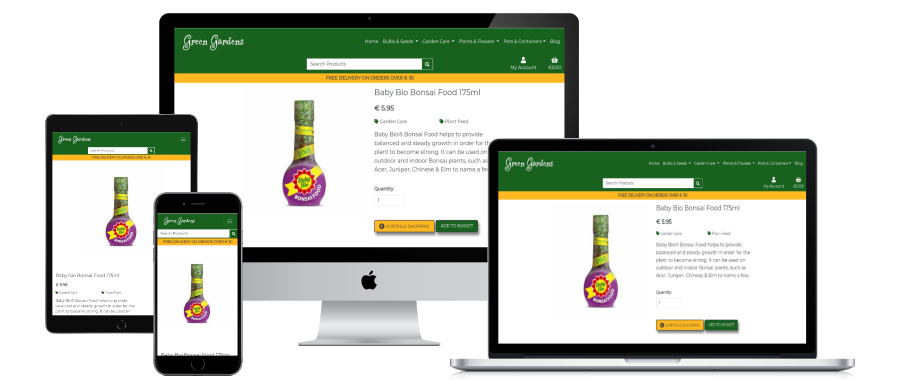 Green Gardens
Home Bulbs & Seeds Garden Care Plants & Flowers Pots & Containers Blog
Search Products
My Account €0.00
FREE DELIVERY ON ORDERS OVER € 30
Baby Bio Bonsai Food 175ml
€ 5.95
Garden Care Plant Feed
Baby Bio® Bonsai Food helps to provide
balanced and steady growth in order for the
plant to become strong. It can be used on
outdoor and indoor Bonsai plants, such as
Acer, Juniper, Chinese & Elm to name a few.
Quantity:
1
CONTINUE SHOPPING ADD TO BASKET
Baby
Bio
BONSAI FOOD
Green Gardens
Search Products
FREE DELIVERY ON ORDERS OVER € 30
Baby Bio Bonsai Food 175ml
€ 5.95
Garden Care Plant Feed
Baby Bio® Bonsai Food helps to provide
balanced and steady growth in order for the
plant to become strong. It can be used on
Green Gardens
Search Products
FREE DELIVERY ON ORDERS OVER € 30
Baby Bio Bonsai Food 175ml
Green Gardens
Home Bulbs & Seeds Garden Care Plants & Flowers Pots & Containers Blog
Search Products
My Account €0.00
FREE DELIVERY ON ORDERS OVER € 30
Baby Bio Bonsai Food 175ml
€ 5.95
Garden Care Plant Feed
Baby Bio® Bonsai Food helps to provide
balanced and steady growth in order for the
plant to become strong. It can be used on
outdoor and indoor Bonsai plants, such as
Acer, Juniper, Chinese & Elm to name a few.
Quantity:
1
CONTINUE SHOPPING ADD TO BASKET
BONSAI FOOD